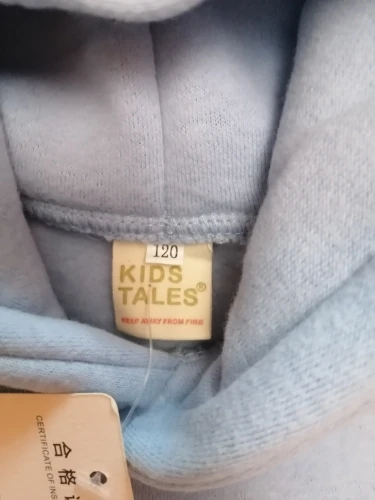 120
KIDS
TALES®
KEEP AWAY FROM FIRE
合格
CERTIFICATE OF INS